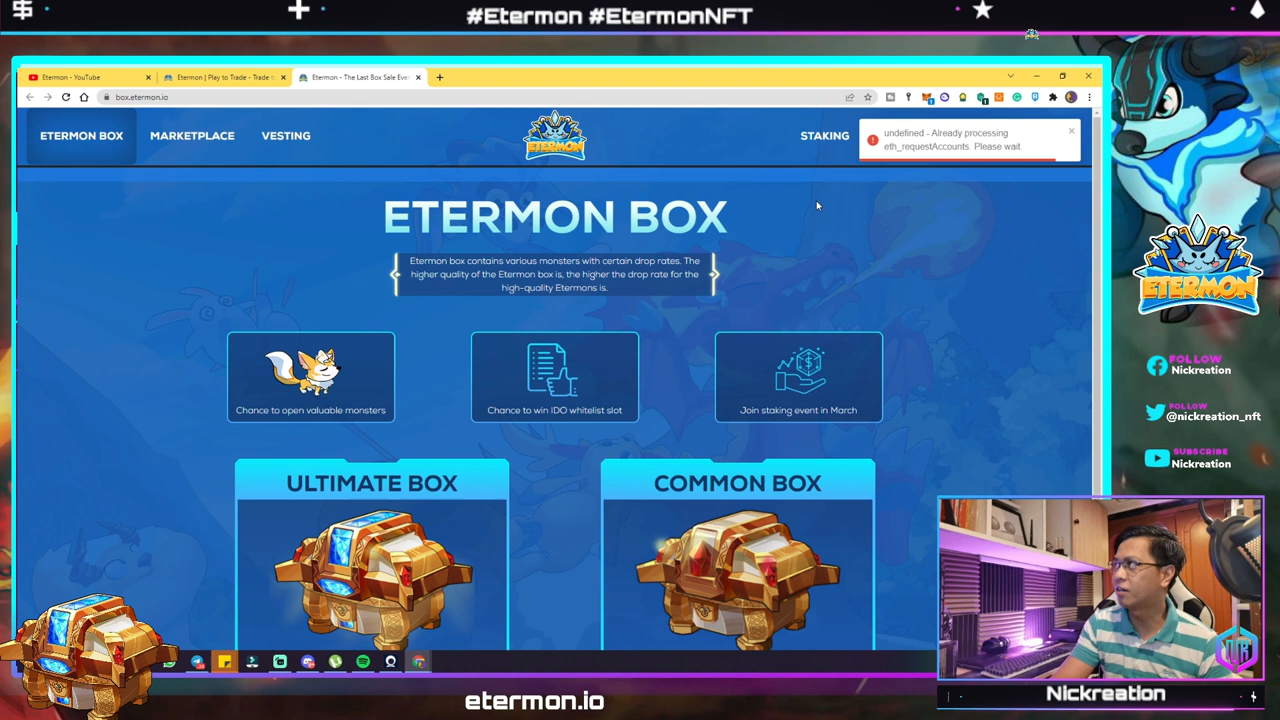 #Etermon #EtermonNFT
Etermon - YouTube
Etermon | Play to Trade - Trade t
Etermon - The Last Box Sale Eve
box.etermon.io
ETERMON BOX
MARKETPLACE
VESTING
ETERMON
STAKING
undefined - Already processing
eth_requestAccounts. Please wait.
ETERMON BOX
Etermon box contains various monsters with certain drop rates. The
higher quality of the Etermon box is, the higher the drop rate for the
high-quality Etermons is.
Chance to open valuable monsters
Chance to win IDO whitelist slot
Join staking event in March
ULTIMATE BOX
COMMON BOX
ETERMON
FOLLOW
Nickreation
FOLLOW
@nickreation_nft
SUBSCRIBE
Nickreation
Nickreation
etermon.io